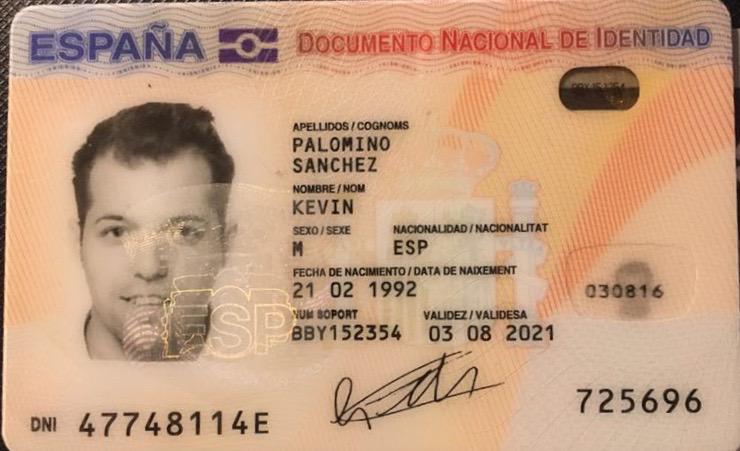 ESPAÑA DOCUMENTO NACIONAL DE IDENTIDAD
APELLIDOS / COGNOMS
PALOMINO
SANCHEZ
NOMBRE / NOM
KEVIN
SEXO / SEXE NACIONALIDAD / NACIONALITAT
M ESP
FECHA DE NACIMIENTO / DATA DE NAIXEMENT
21 02 1992
030816
NUM SOPORT VALIDEZ / VALIDESA
BBY152354 03 08 2021
ESP
725696
DNI 47748114E